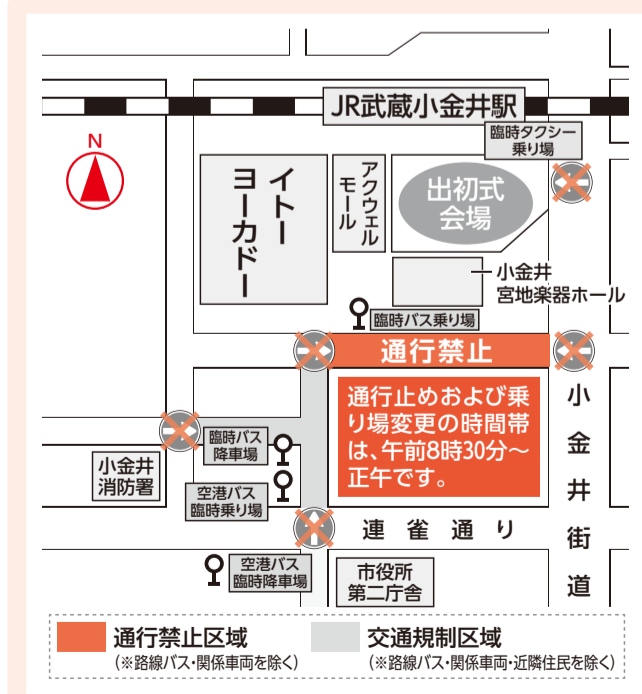 JR武蔵小金井駅
臨時タクシー
乗り場
N
イトー
ヨーカドー
アクウェル
モール
出初式
会場
小金井
宮地楽器ホール
臨時バス乗り場
通行禁止
通行止めおよび乗
り場変更の時間帯
は、午前8時30分～
正午です。
小金井街道
臨時バス
降車場
小金井
消防署
空港バス
臨時乗り場
連雀通り
空港バス
臨時降車場
市役所
第二庁舎
通行禁止区域
(※路線バス・関係車両を除く)
交通規制区域
(※路線バス・関係車両・近隣住民を除く)